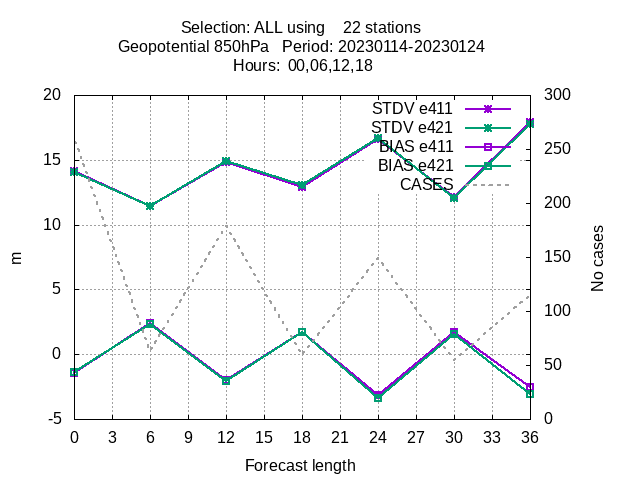 Selection: ALL using    22 stations
Geopotential 850hPa   Period: 20230114-20230124
Hours:  00,06,12,18
20
15
10
5
0
-5
m
STDV e411
STDV e421
BIAS e411
BIAS e421
CASES
300
250
200
150
100
50
0
No cases
0 3 6 9 12 15 18 21 24 27 30 33 36
Forecast length